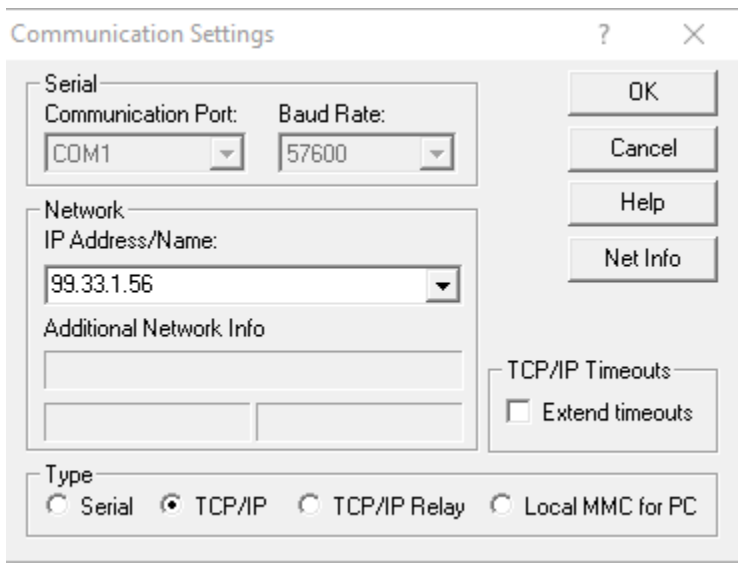 Communication Settings ?
Serial
Communication Port: Baud Rate:
COM1 57600
OK
Cancel
Help
Net Info
Network
IP Address/Name:
99.33.1.56
Additional Network Info
TCP/IP Timeouts
Extend timeouts
Type
Serial TCP/IP TCP/IP Relay Local MMC for PC